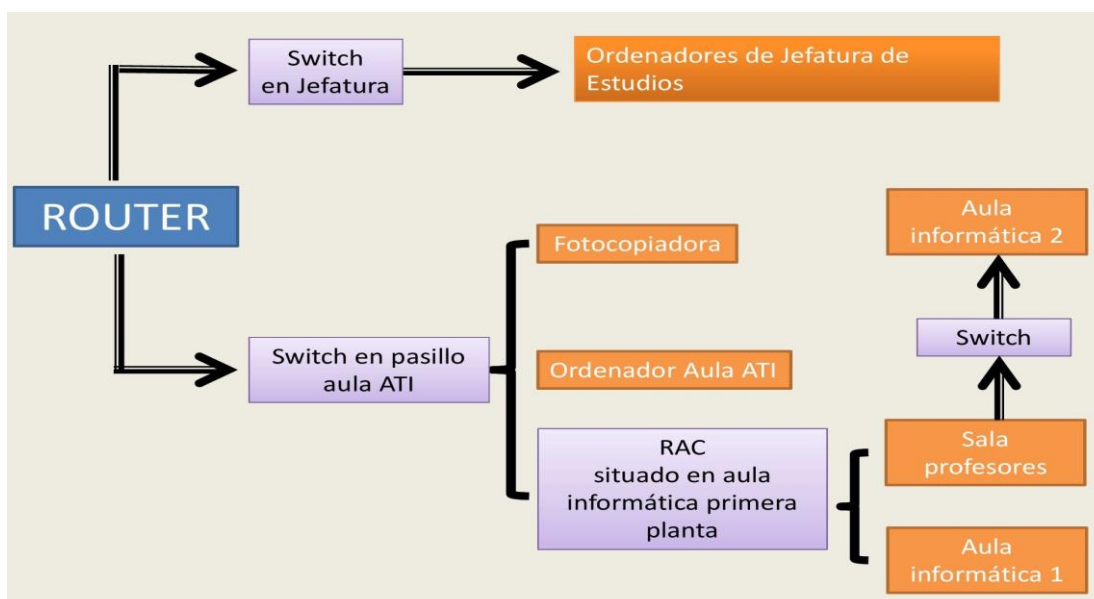 Switch
en Jefatura
Ordenadores de Jefatura de
Estudios
ROUTER
Aula
informática 2
Fotocopiadora
Switch
Switch en pasillo
aula ATI
Ordenador Aula ATI
RAC
situado en aula
informática primera
planta
Sala
profesores
Aula
informática 1